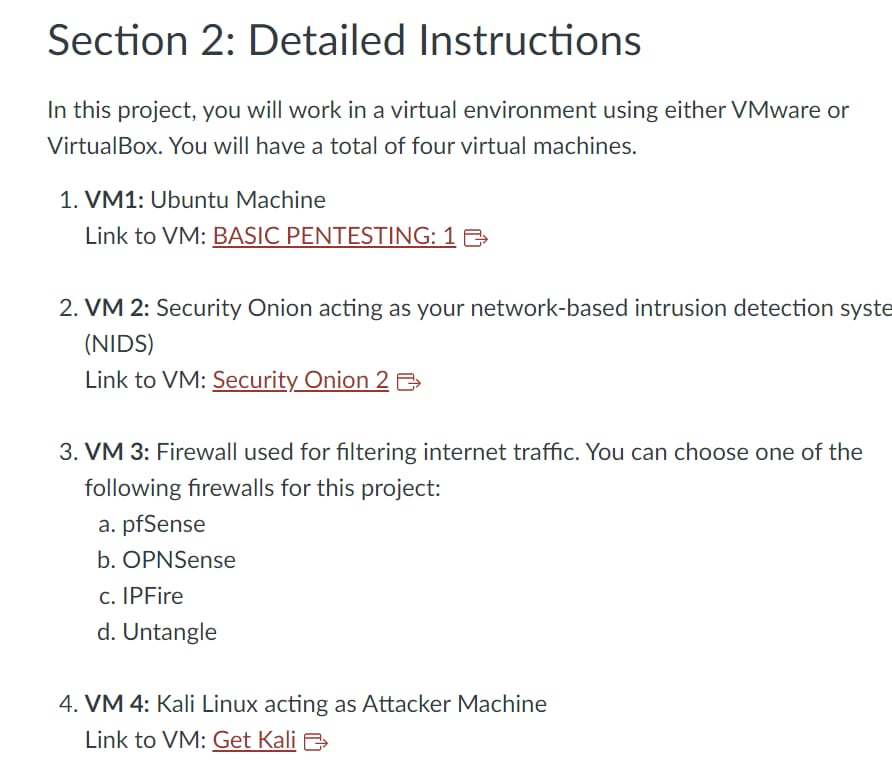 Section 2: Detailed Instructions
In this project, you will work in a virtual environment using either VMware or
VirtualBox. You will have a total of four virtual machines.
1. VM1: Ubuntu Machine
Link to VM: BASIC PENTESTING: 1
2. VM 2: Security Onion acting as your network-based intrusion detection syste
(NIDS)
Link to VM: Security Onion 2
3. VM 3: Firewall used for filtering internet traffic. You can choose one of the
following firewalls for this project:
a. pfSense
b. OPNSense
c. IPFire
d. Untangle
4. VM 4: Kali Linux acting as Attacker Machine
Link to VM: Get Kali